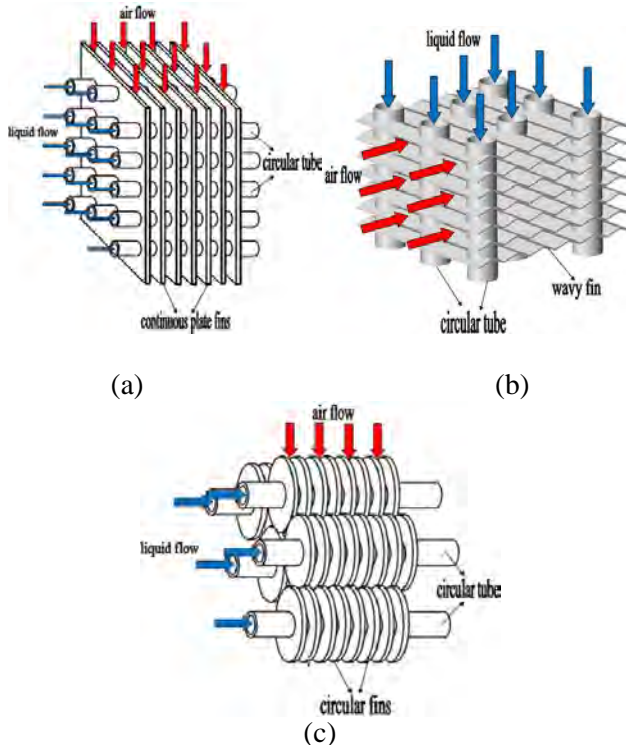 air flow
liquid flow
circular tube
continuous plate fins
(a)
liquid flow
air flow
wavy fin
circular tube
(b)
air flow
liquid flow
circular tube
circular fins
(c)